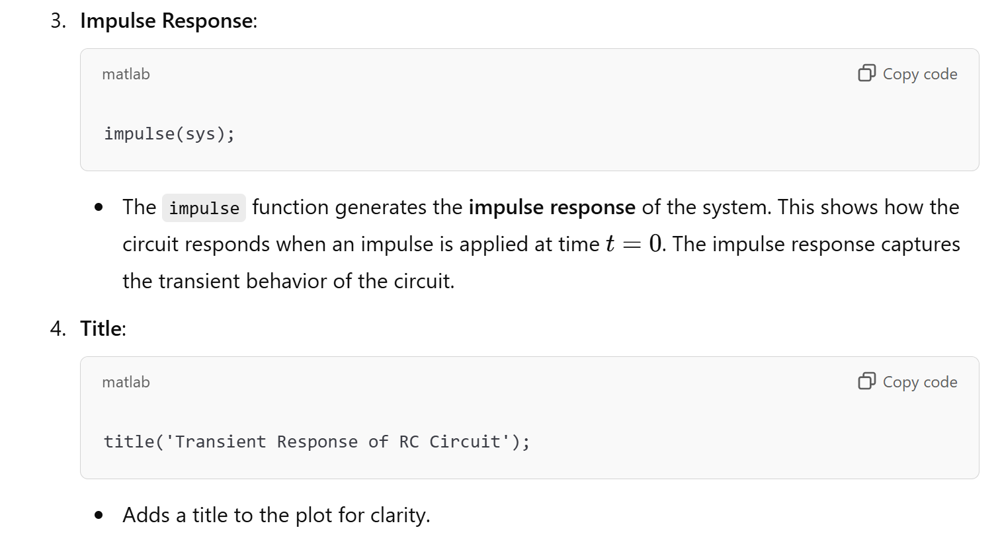 3. Impulse Response:
matlab
Copy code
impulse(sys);
• The impulse function generates the impulse response of the system. This shows how the
circuit responds when an impulse is applied at time t = 0. The impulse response captures
the transient behavior of the circuit.
4. Title:
matlab
Copy code
title('Transient Response of RC Circuit');
• Adds a title to the plot for clarity.